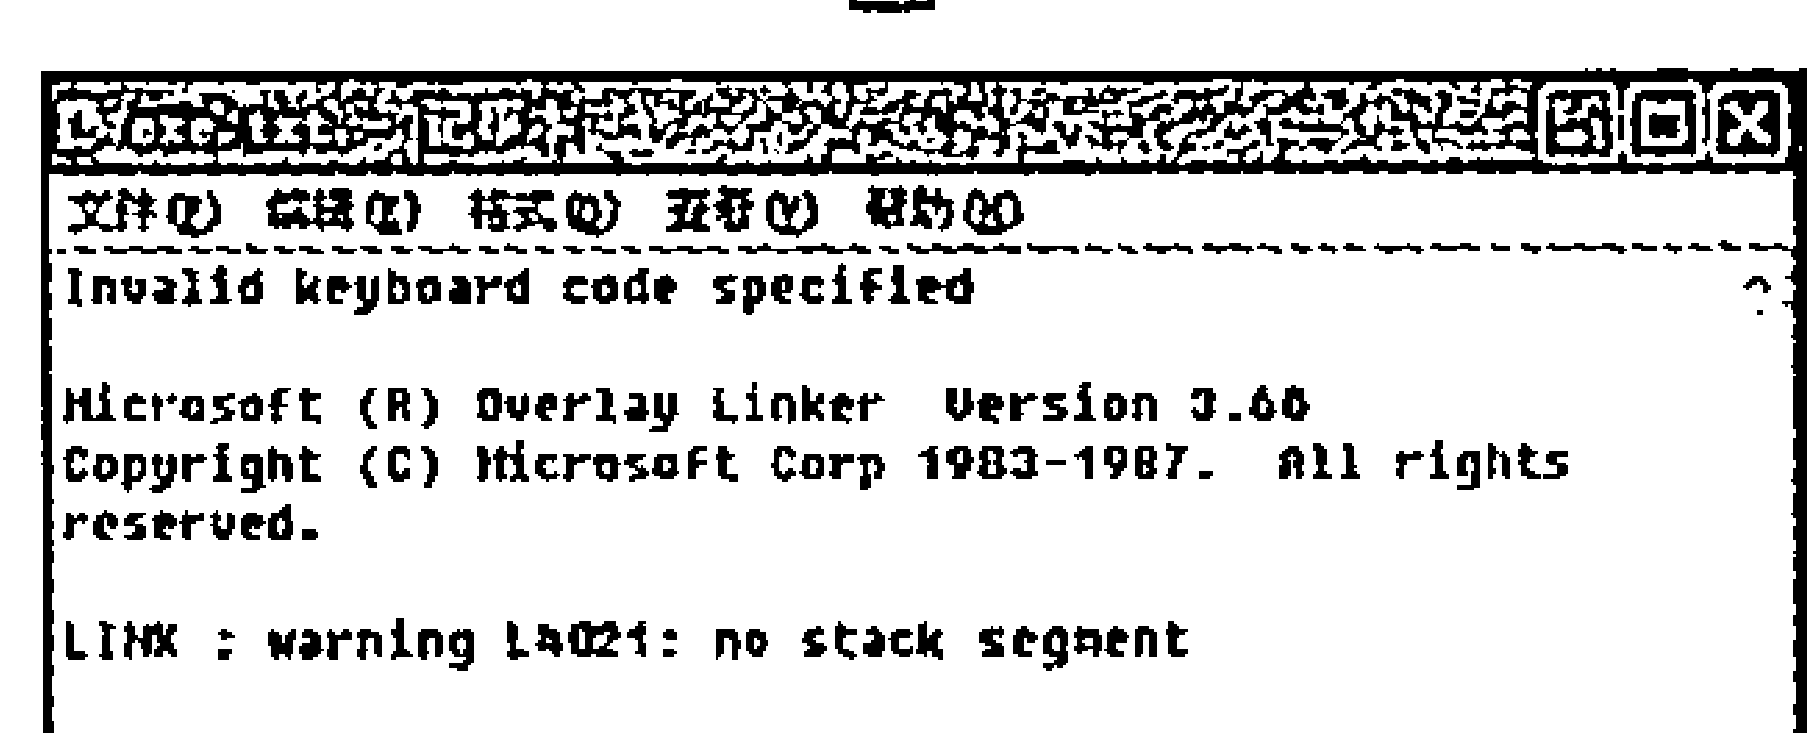 文件(F) 编辑(E) 格式(O) 查看(V) 帮助(H)
Invalid keyboard code specified
Microsoft (R) Overlay Linker Version 3.60
Copyright (C) Microsoft Corp 1983-1987. All rights
reserved.
LINK : warning L4021: no stack segment